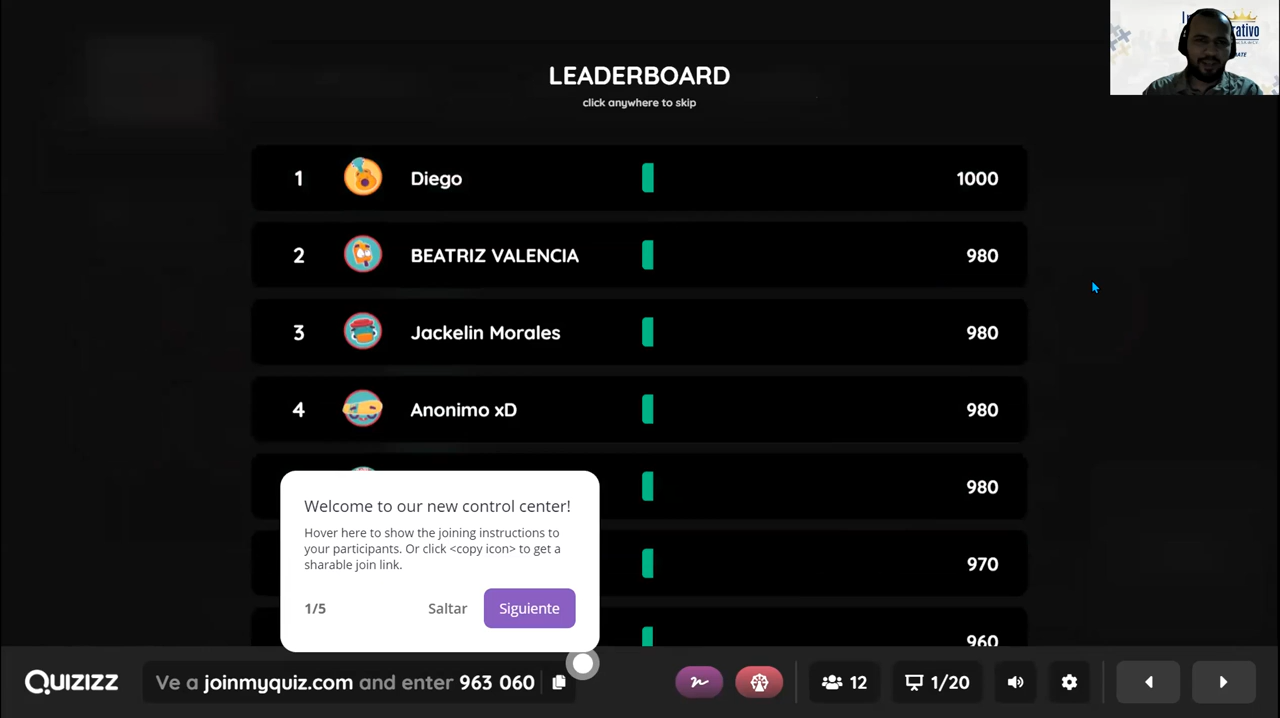 LEADERBOARD
click anywhere to skip
1 Diego 1000
2 BEATRIZ VALENCIA 980
3 Jackelin Morales 980
4 Anonimo xD 980
980
970
960
Welcome to our new control center!
Hover here to show the joining instructions to
your participants. Or click <copy icon> to get a
sharable join link.
1/5 Saltar Siguiente
Quizizz Ve a joinmyquiz.com and enter 963 060 12 1/20